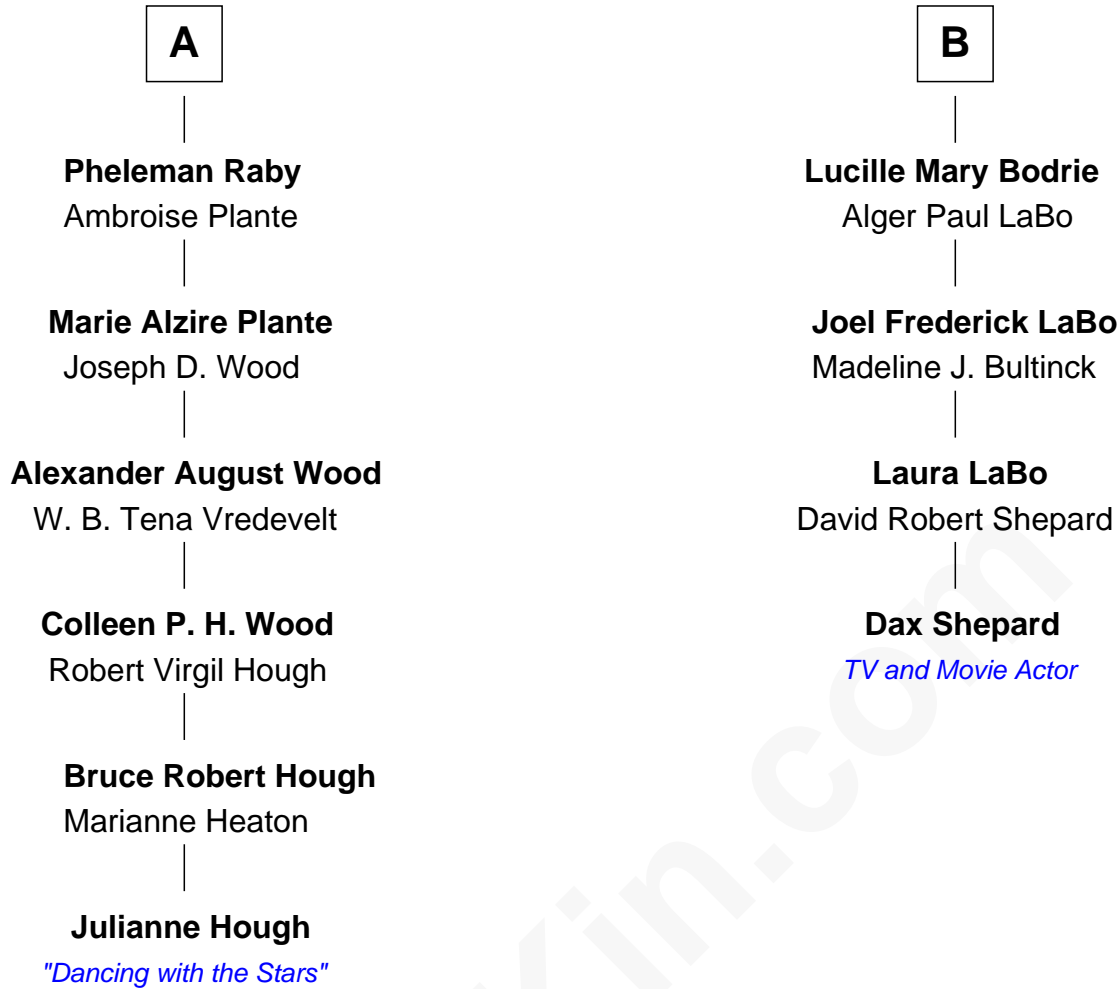 A
Pheleman Raby
Ambroise Plante
Marie Alzire Plante
Joseph D. Wood
Alexander August Wood
W. B. Tena Vredevelt
Colleen P. H. Wood
Robert Virgil Hough
Bruce Robert Hough
Marianne Heaton
Julianne Hough
"Dancing with the Stars"
B
Lucille Mary Bodrie
Alger Paul LaBo
Joel Frederick LaBo
Madeline J. Bultinck
Laura LaBo
David Robert Shepard
Dax Shepard
TV and Movie Actor
Kin.com